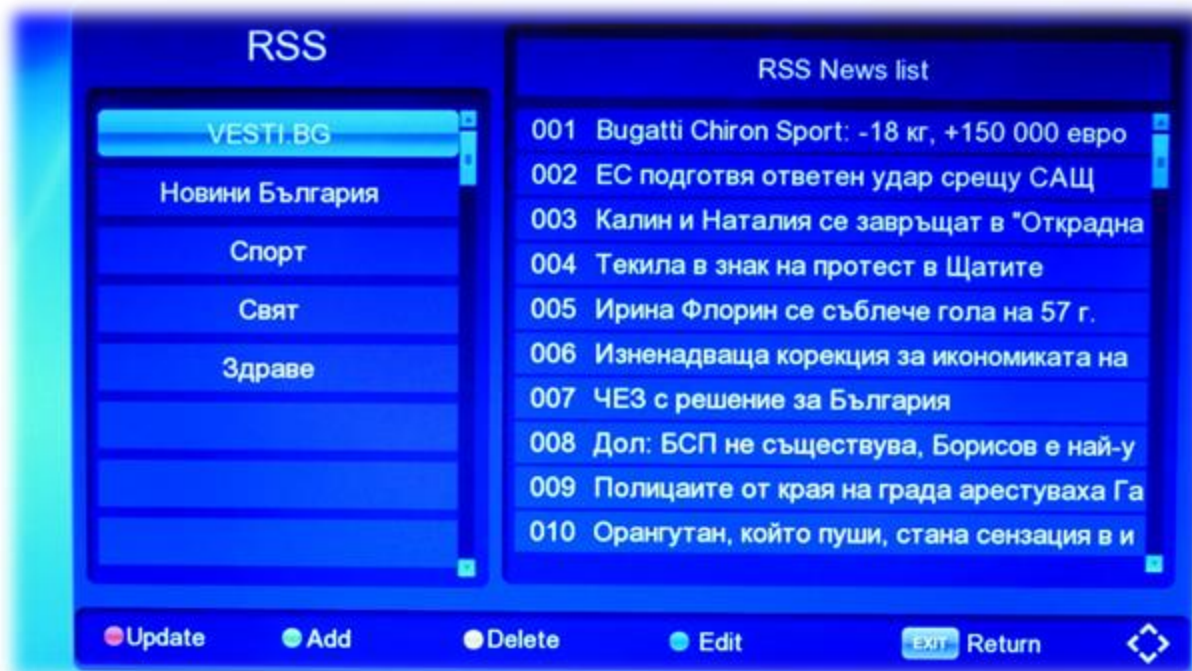 RSS
VESTI.BG
Новини България
Спорт
Свят
Здраве
RSS News list
001 Bugatti Chiron Sport: -18 кг, +150 000 евро
002 ЕС подготвя ответен удар срещу САЩ
003 Калин и Наталия се завръщат в "Открадна
004 Текила в знак на протест в Щатите
005 Ирина Флорин се съблече гола на 57 г.
006 Изненадваща корекция за икономиката на
007 ЧЕЗ с решение за България
008 Дол: БСП не съществува, Борисов е най-у
009 Полицаите от края на града арестуваха Га
010 Орангутан, който пуши, стана сензация в и
Update Add Delete Edit EXIT Return